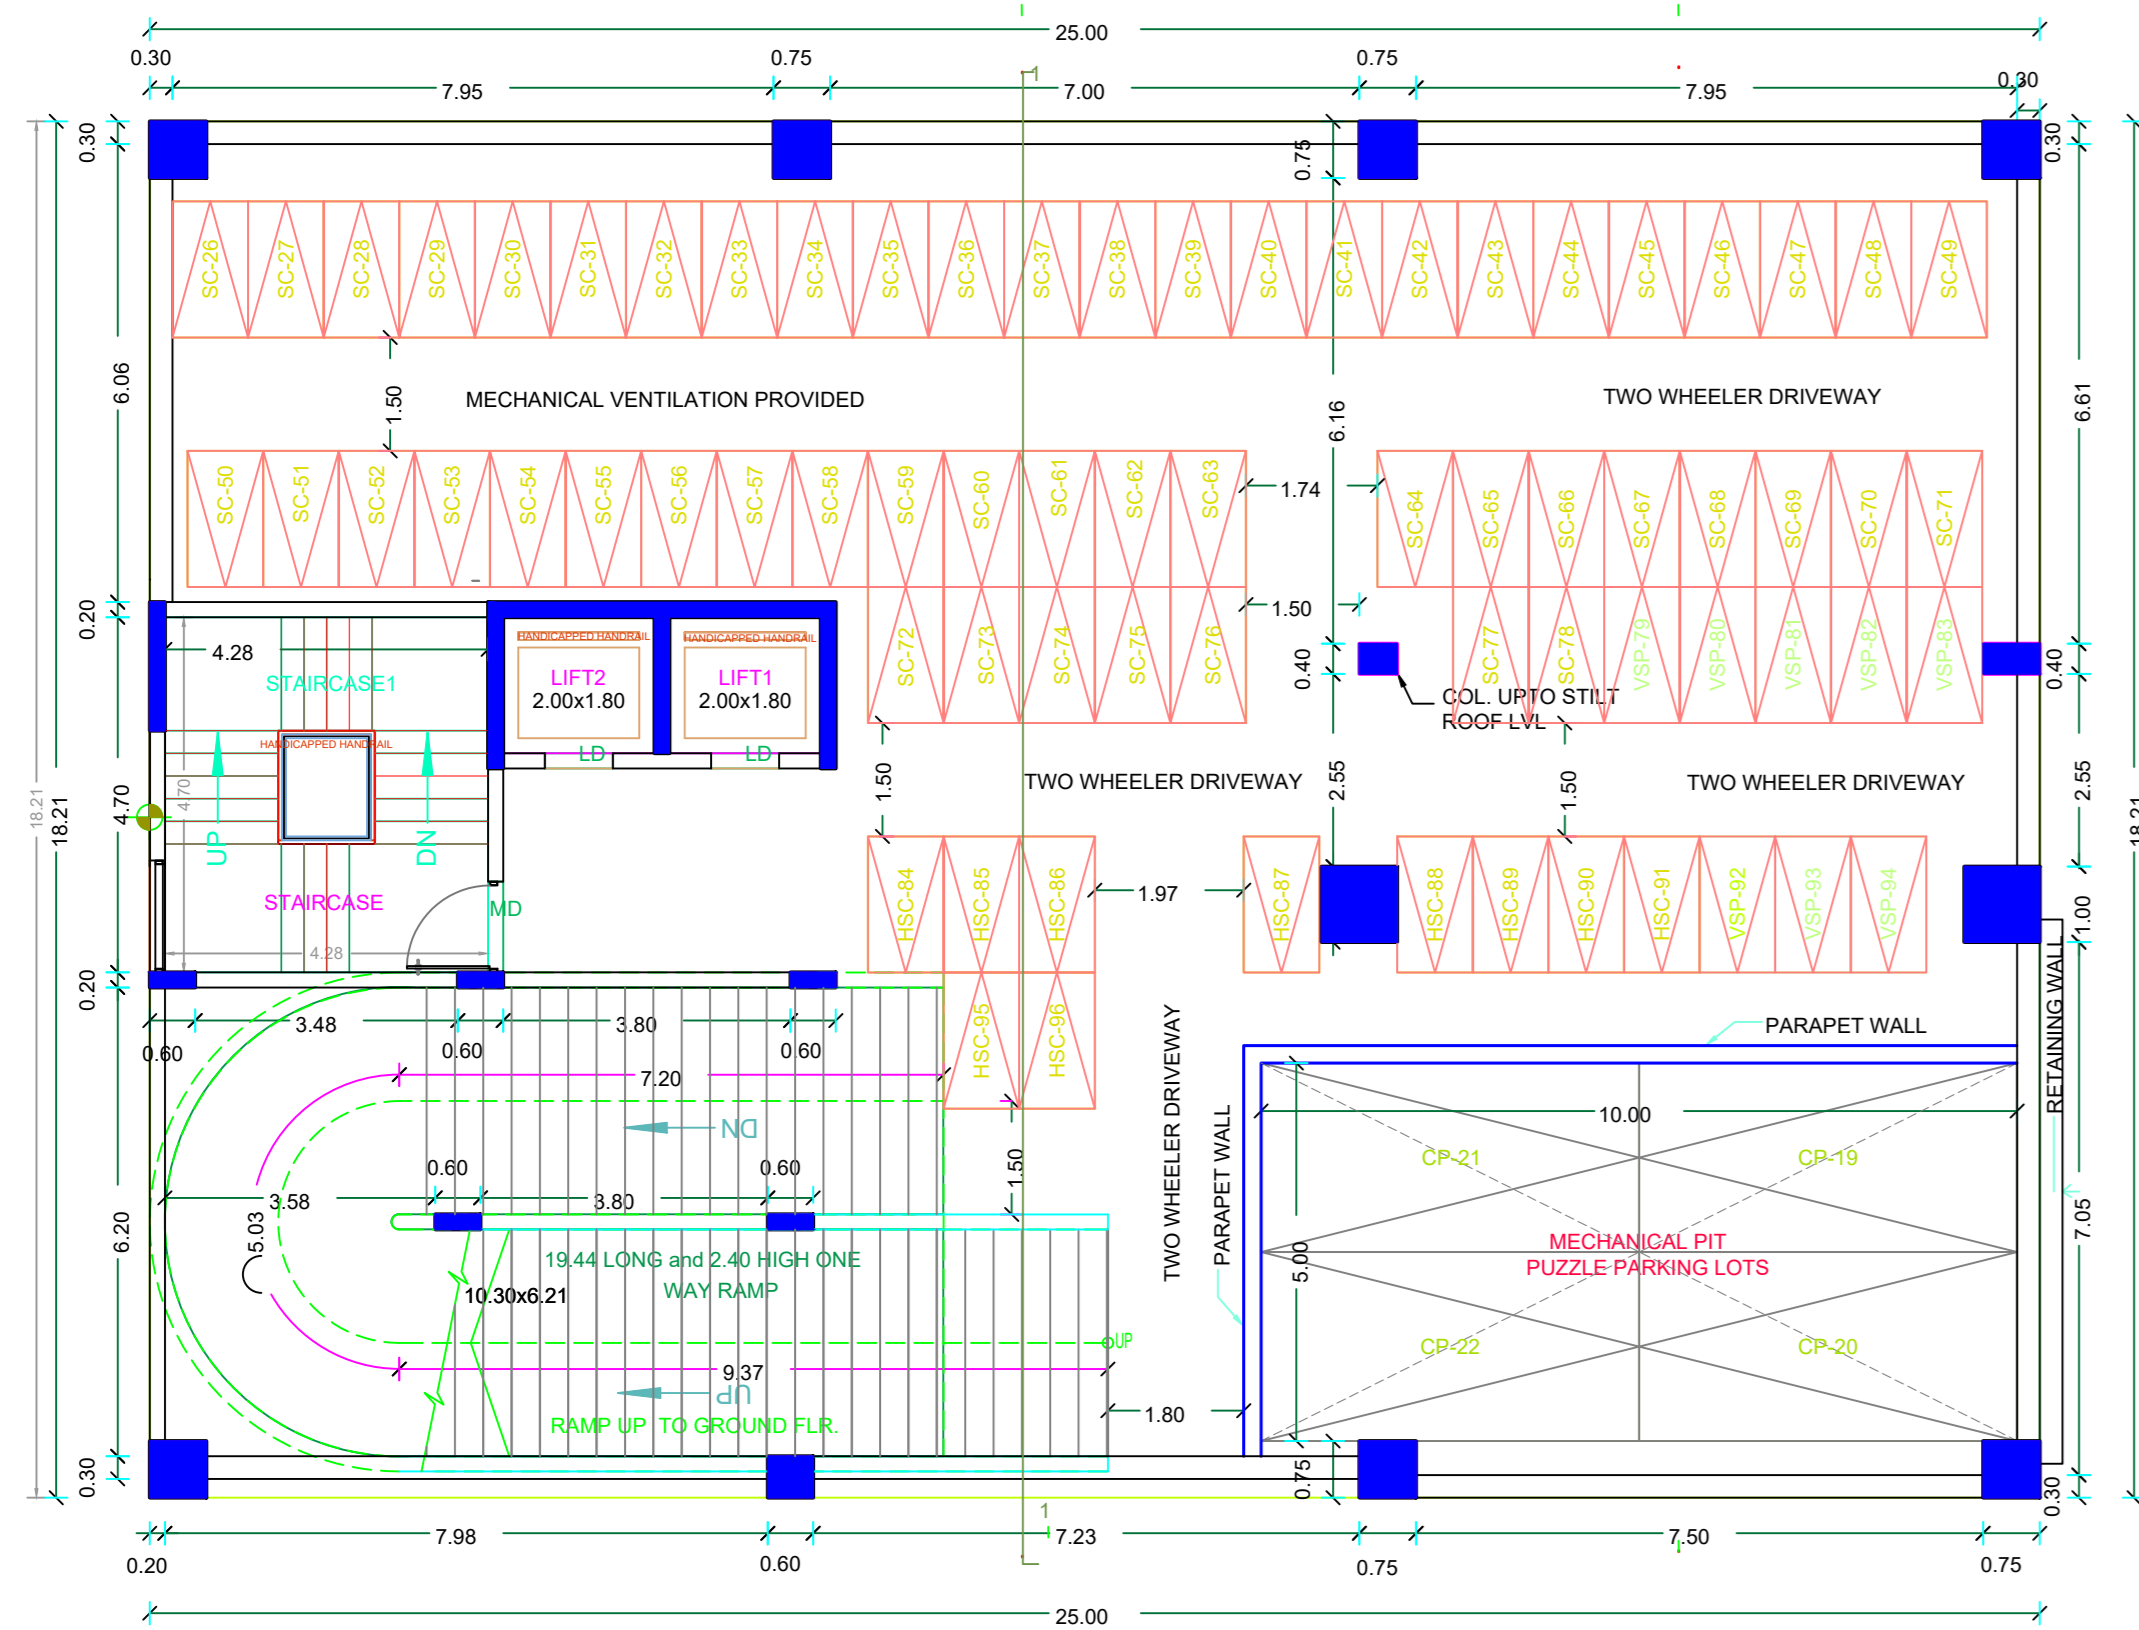 25.00
0.30
0.75
0.75
7.95
1
7.00
7.95
0.30
0.30
0.75
0.30
SC-26
SC-27
SC-28
SC-29
SC-30
SC-31
SC-32
SC-33
SC-34
SC-35
SC-36
SC-37
SC-38
SC-39
SC-40
SC-41
SC-42
SC-43
SC-44
SC-45
SC-46
SC-47
SC-48
SC-49
6.06
1.50
MECHANICAL VENTILATION PROVIDED
6.16
TWO WHEELER DRIVEWAY
6.61
SC-50
SC-51
SC-52
SC-53
SC-54
SC-55
SC-56
SC-57
SC-58
SC-59
SC-60
SC-61
SC-62
SC-63
1.74
SC-64
SC-65
SC-66
SC-67
SC-68
SC-69
SC-70
SC-71
0.20
4.28
STAIRCASE1
HANDICAPPED HANDRAIL
LIFT2
2.00x1.80
HANDICAPPED HANDRAIL
LIFT1
2.00x1.80
SC-72
SC-73
SC-74
SC-75
SC-76
1.50
0.40
SC-77
SC-78
VSP-79
VSP-80
VSP-81
VSP-82
VSP-83
0.40
COL. UPTO STILT
ROOF LVL
HANDICAPPED HANDRAIL
LD
LD
18.21
18.21
4.70
4.70
UP
DN
1.50
TWO WHEELER DRIVEWAY
2.55
1.50
TWO WHEELER DRIVEWAY
2.55
18.21
STAIRCASE
MD
4.28
HSC-84
HSC-85
HSC-86
1.97
HSC-87
HSC-88
HSC-89
HSC-90
HSC-91
VSP-92
VSP-93
VSP-94
1.00
0.20
3.48
3.80
0.60
0.60
0.60
HSC-95
HSC-96
TWO WHEELER DRIVEWAY
PARAPET WALL
RETAINING WALL
7.20
DN
0.60
0.60
3.58
3.80
1.50
PARAPET WALL
10.00
CP-21
CP-19
6.20
5.03
19.44 LONG and 2.40 HIGH ONE
WAY RAMP
10.30x6.21
5.00
MECHANICAL PIT
PUZZLE PARKING LOTS
7.05
UP
CP-22
CP-20
9.37
UP
RAMP UP TO GROUND FLR.
1.80
0.30
0.75
0.30
1
7.98
7.23
7.50
0.20
0.60
0.75
0.75
25.00